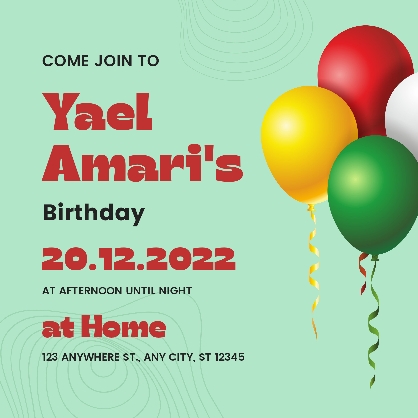 COME JOIN TO
Yael
Amari's
Birthday
20.12.2022
AT AFTERNOON UNTIL NIGHT
at Home
123 ANYWHERE ST., ANY CITY, ST 12345